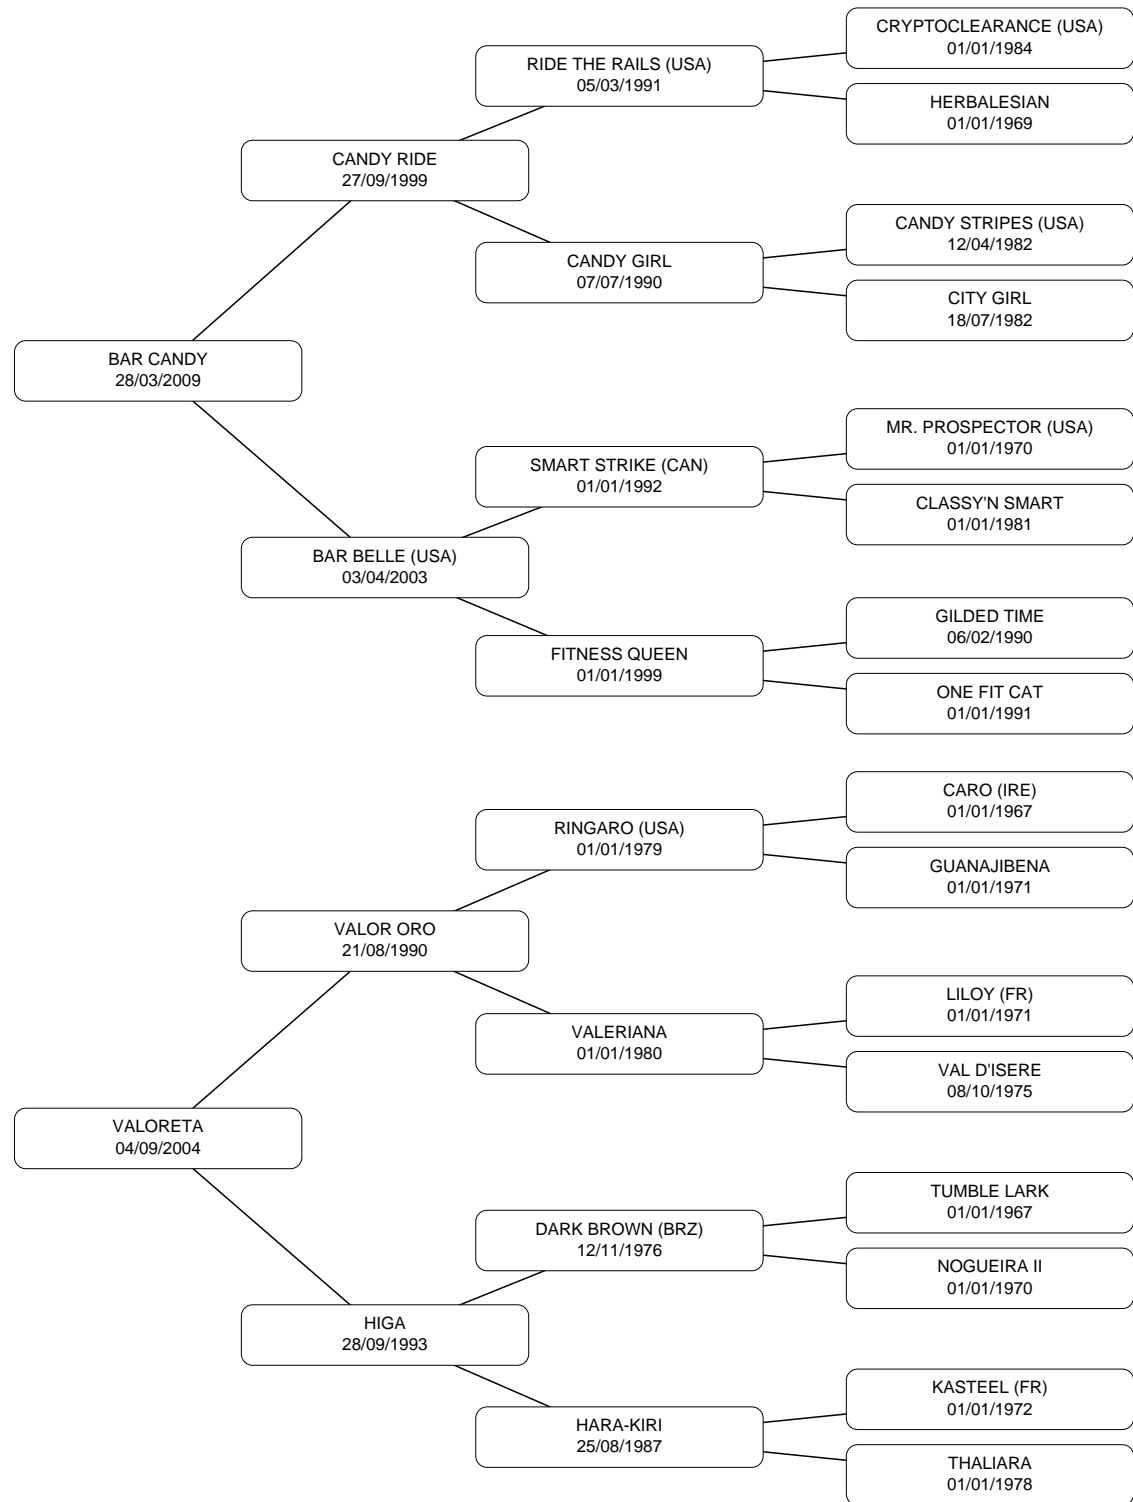 CRYPTOCLEARANCE (USA)
01/01/1984
RIDE THE RAILS (USA)
05/03/1991
HERBALESIAN
01/01/1969
CANDY RIDE
27/09/1999
CANDY STRIPES (USA)
12/04/1982
CANDY GIRL
07/07/1990
CITY GIRL
18/07/1982
BAR CANDY
28/03/2009
MR. PROSPECTOR (USA)
01/01/1970
SMART STRIKE (CAN)
01/01/1992
CLASSY'N SMART
01/01/1981
BAR BELLE (USA)
03/04/2003
GILDED TIME
06/02/1990
FITNESS QUEEN
01/01/1999
ONE FIT CAT
01/01/1991
CARO (IRE)
01/01/1967
RINGARO (USA)
01/01/1979
GUANAJIBENA
01/01/1971
VALOR ORO
21/08/1990
LILOY (FR)
01/01/1971
VALERIANA
01/01/1980
VAL D'ISERE
08/10/1975
VALORETA
04/09/2004
TUMBLE LARK
01/01/1967
DARK BROWN (BRZ)
12/11/1976
NOGUEIRA II
01/01/1970
HIGA
28/09/1993
KASTEEL (FR)
01/01/1972
HARA-KIRI
25/08/1987
THALIARA
01/01/1978